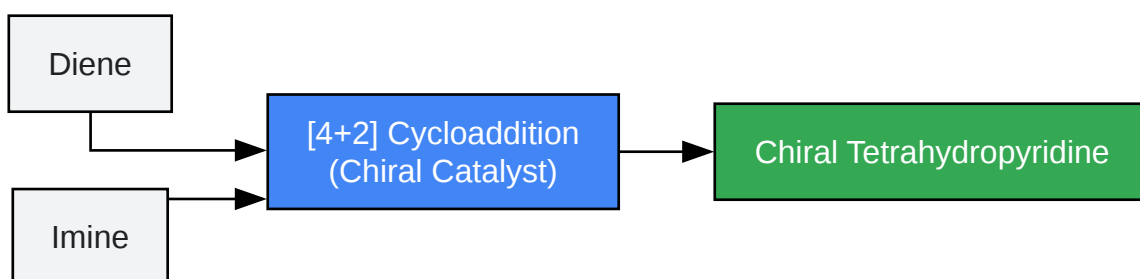 Diene
[4+2] Cycloaddition
(Chiral Catalyst)
Chiral Tetrahydropyridine
Imine